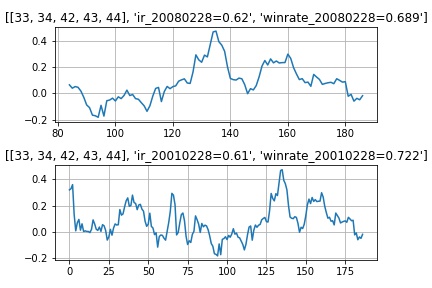 [[33, 34, 42, 43, 44], 'ir_20080228=0.62', 'winrate_20080228=0.689']
0.4
0.2
0.0
−0.2
80 100 120 140 160 180
[[33, 34, 42, 43, 44], 'ir_20010228=0.61', 'winrate_20010228=0.722']
0.4
0.2
0.0
−0.2
0 25 50 75 100 125 150 175